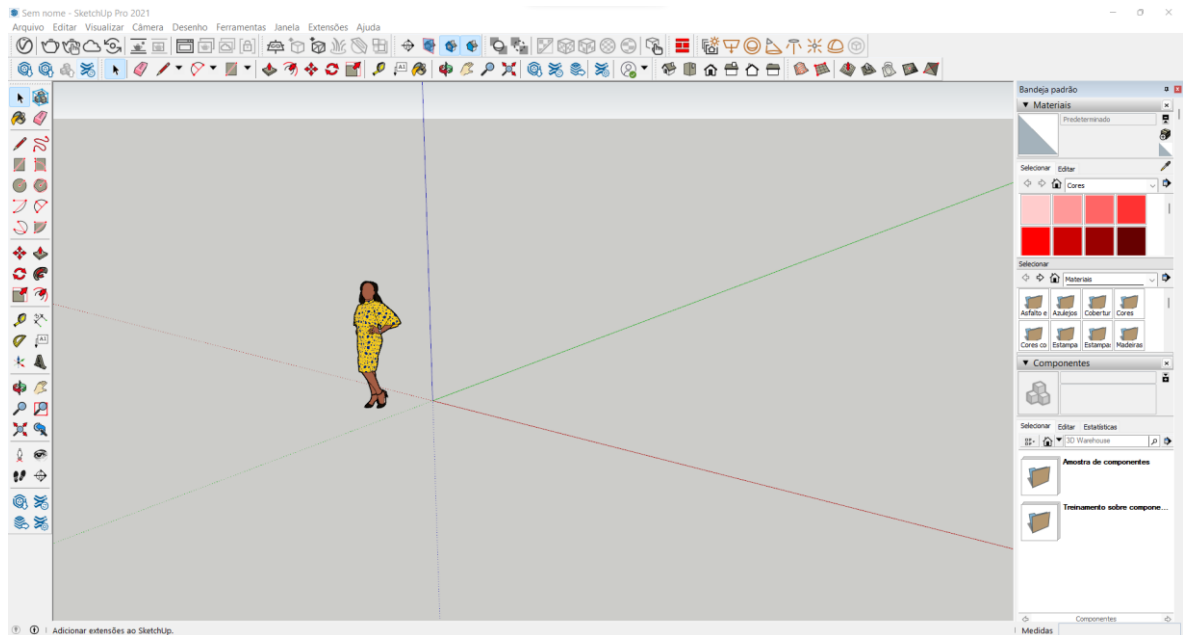 Sem nome - SketchUp Pro 2021
Arquivo Editar Visualizar Câmera Desenho Ferramentas Janela Extensões Ajuda
Bandeja padrão
Materiais
Predeterminado
Selecionar Editar
Cores
Selecionar
Materiais
Asfalto e Azulejos Cobertur Cores
Cores co Estampa Estampa Madeiras
Componentes
Selecionar Editar Estatísticas
3D Warehouse
Amostra de componentes
Treinamento sobre compone...
Componentes
Adicionar extensões ao SketchUp.
Medidas